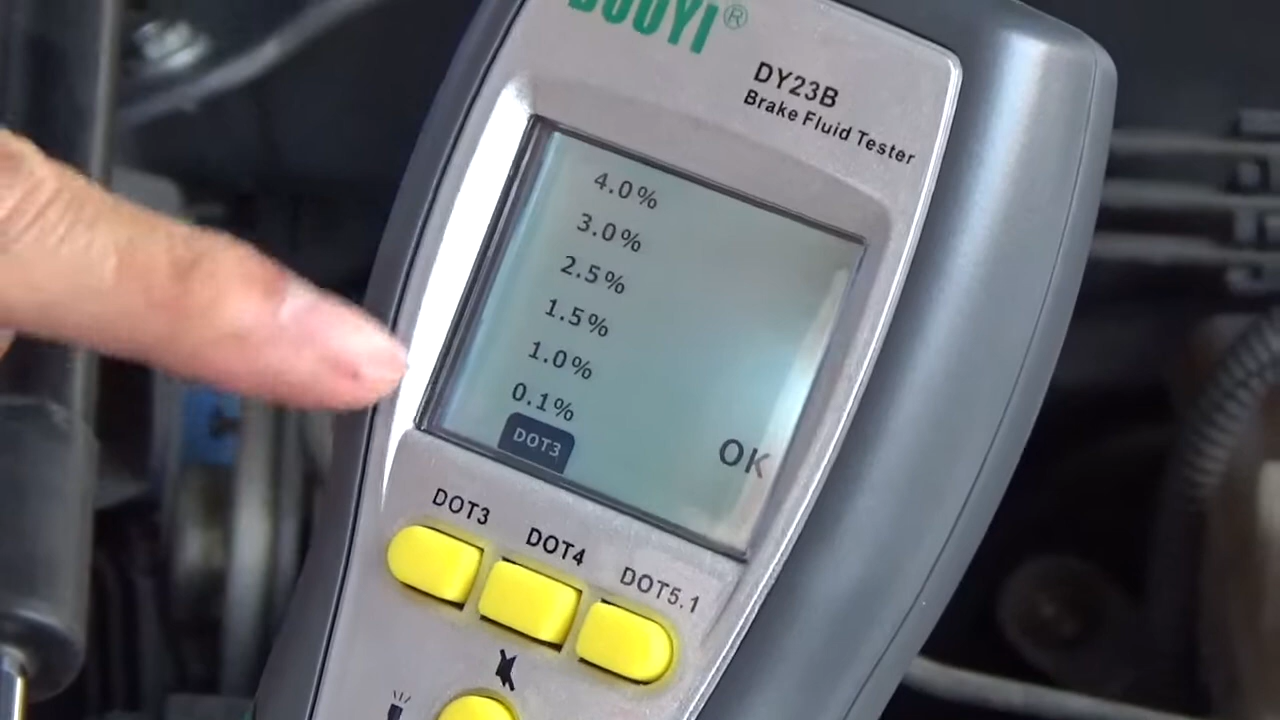 DUOYI®
DY23B
Brake Fluid Tester
4.0%
3.0%
2.5%
1.5%
1.0%
0.1%
DOT3
OK
DOT3
DOT4
DOT5.1